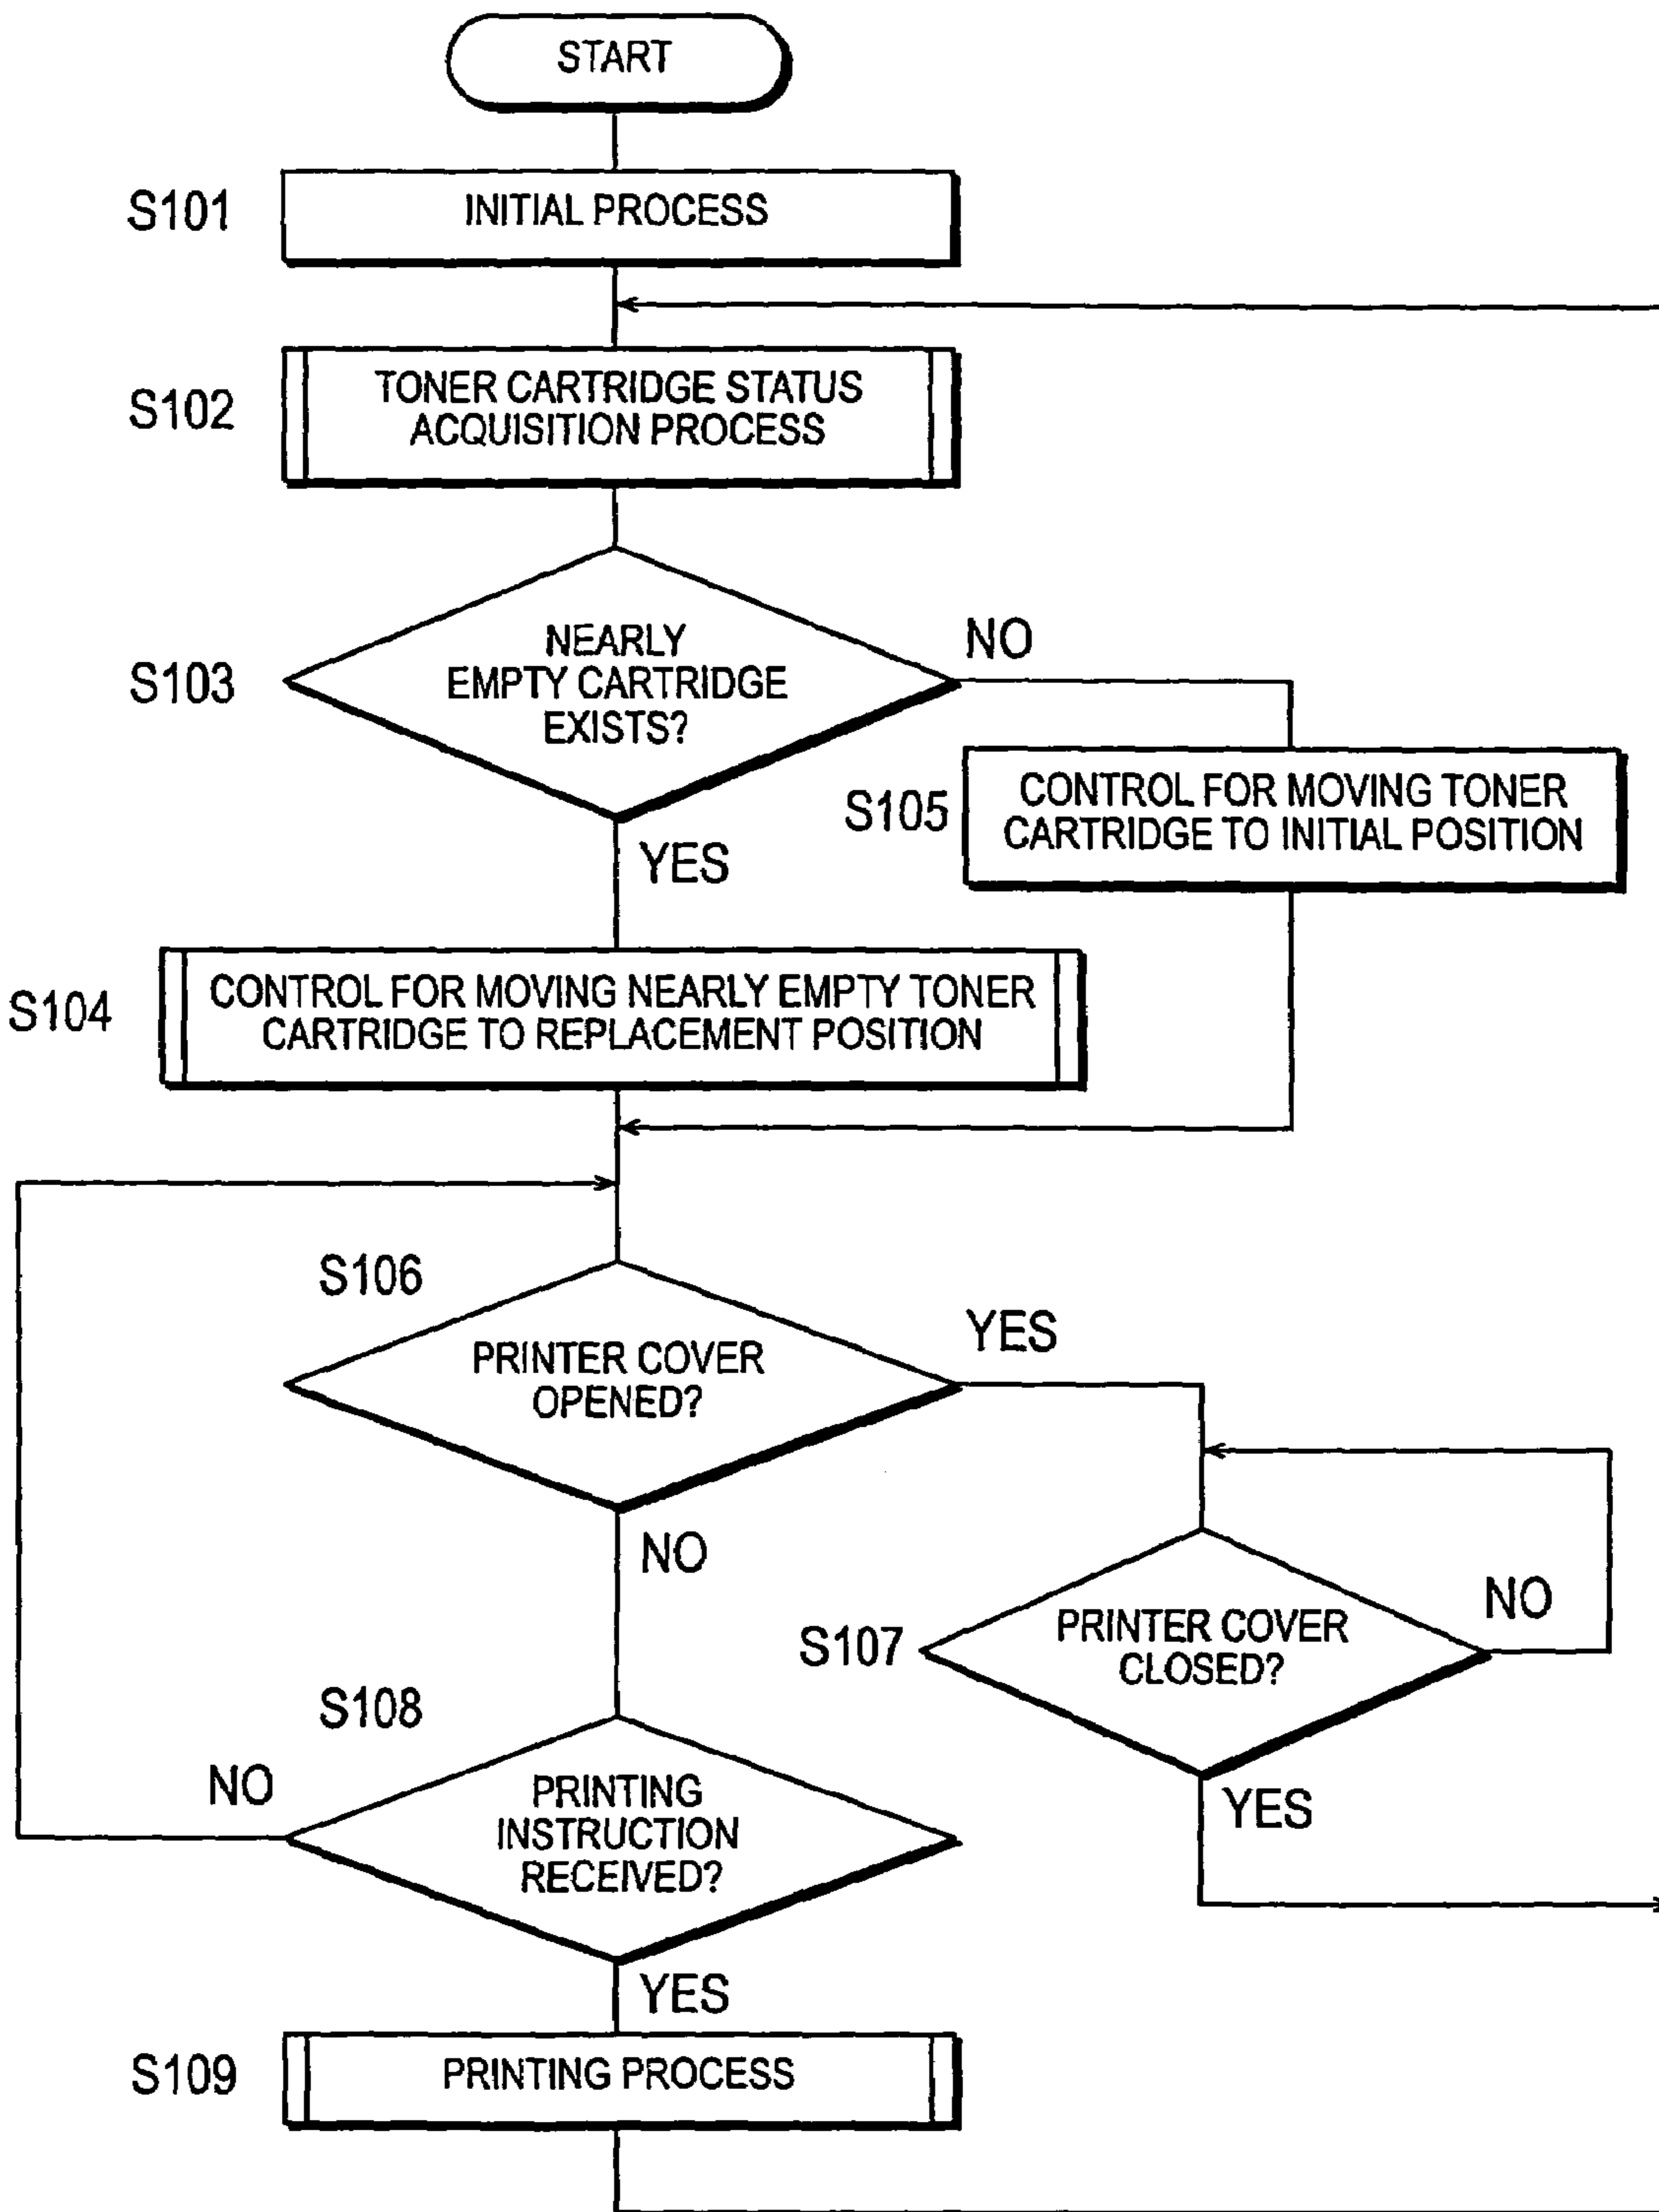 START
S101
INITIAL PROCESS
S102
TONER CARTRIDGE STATUS
ACQUISITION PROCESS
S103
NEARLY
EMPTY CARTRIDGE
EXISTS?
NO
YES
S105
CONTROL FOR MOVING TONER
CARTRIDGE TO INITIAL POSITION
S104
CONTROL FOR MOVING NEARLY EMPTY TONER
CARTRIDGE TO REPLACEMENT POSITION
S106
PRINTER COVER
OPENED?
YES
NO
S107
PRINTER COVER
CLOSED?
NO
YES
S108
PRINTING
INSTRUCTION
RECEIVED?
NO
YES
S109
PRINTING PROCESS